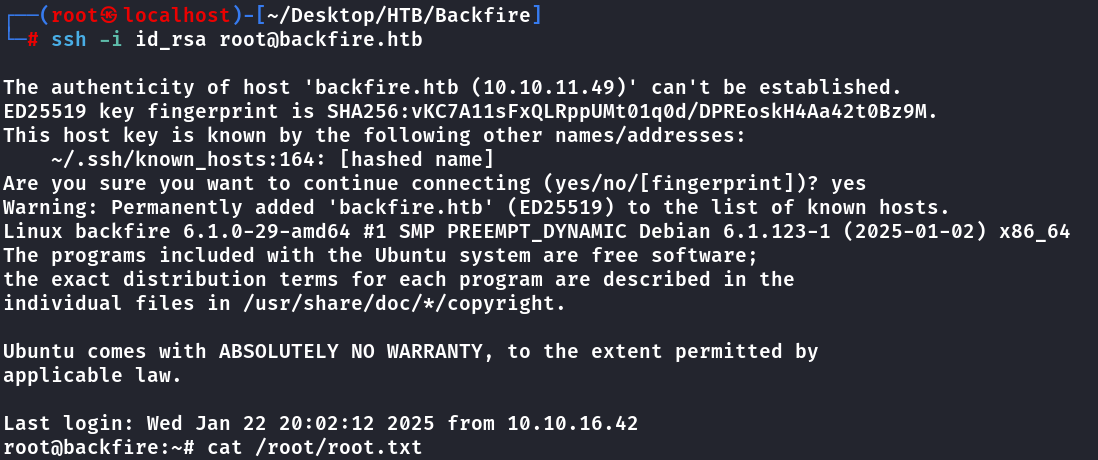 ┌──(root㉿localhost)-[~/Desktop/HTB/Backfire]
└─# ssh -i id_rsa root@backfire.htb
The authenticity of host 'backfire.htb (10.10.11.49)' can't be established.
ED25519 key fingerprint is SHA256:vKC7A11sFxQLRppUMt01q0d/DPREoskH4Aa42t0Bz9M.
This host key is known by the following other names/addresses:
    ~/.ssh/known_hosts:164: [hashed name]
Are you sure you want to continue connecting (yes/no/[fingerprint])? yes
Warning: Permanently added 'backfire.htb' (ED25519) to the list of known hosts.
Linux backfire 6.1.0-29-amd64 #1 SMP PREEMPT_DYNAMIC Debian 6.1.123-1 (2025-01-02) x86_64
The programs included with the Ubuntu system are free software;
the exact distribution terms for each program are described in the
individual files in /usr/share/doc/*/copyright.
Ubuntu comes with ABSOLUTELY NO WARRANTY, to the extent permitted by
applicable law.
Last login: Wed Jan 22 20:02:12 2025 from 10.10.16.42
root@backfire:~# cat /root/root.txt